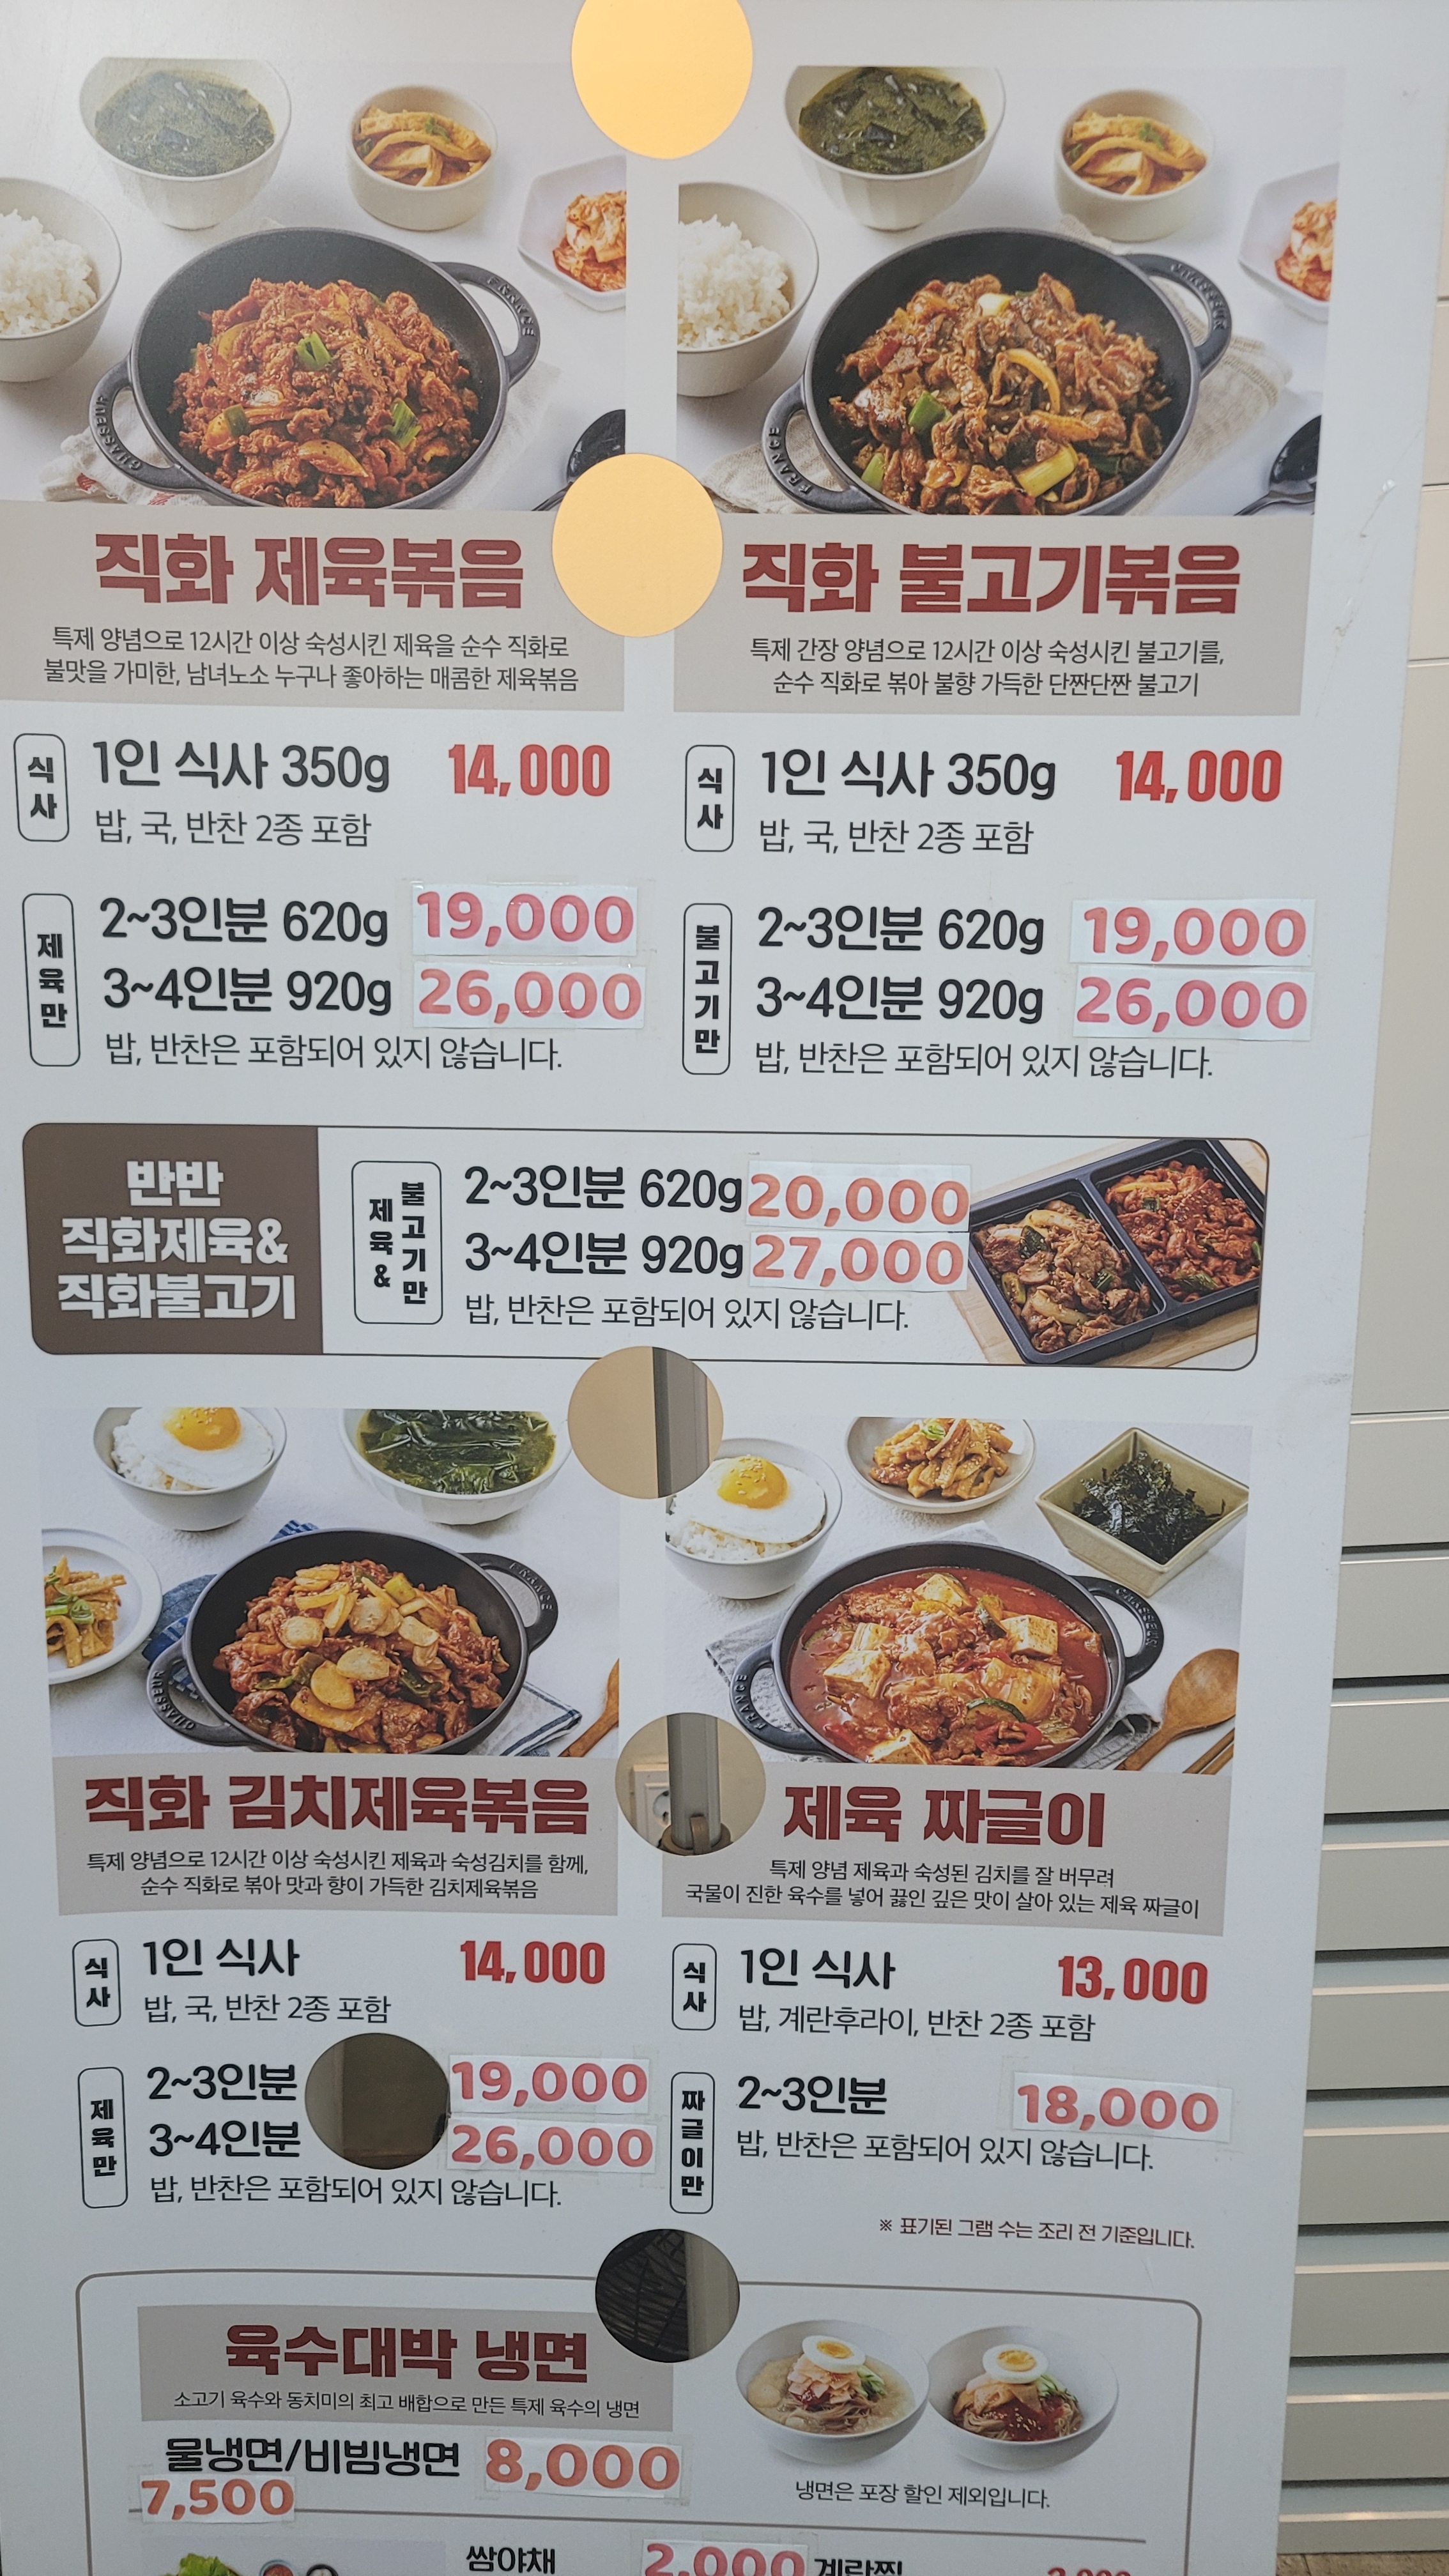 직화 제육볶음
특제 양념으로 12시간 이상 숙성시킨 제육을 순수 직화로
불맛을 가미한, 남녀노소 누구나 좋아하는 매콤한 제육볶음
식사
1인 식사 350g 14,000
밥, 국, 반찬 2종 포함
제육만
2~3인분 620g 19,000
3~4인분 920g 26,000
밥, 반찬은 포함되어 있지 않습니다.
직화 불고기볶음
특제 간장 양념으로 12시간 이상 숙성시킨 불고기를,
순수 직화로 볶아 불향 가득한 단짠단짠 불고기
식사
1인 식사 350g 14,000
밥, 국, 반찬 2종 포함
불고기만
2~3인분 620g 19,000
3~4인분 920g 26,000
밥, 반찬은 포함되어 있지 않습니다.
반반
직화제육&
직화불고기
제육&
불고기만
2~3인분 620g 20,000
3~4인분 920g 27,000
밥, 반찬은 포함되어 있지 않습니다.
직화 김치제육볶음
특제 양념으로 12시간 이상 숙성시킨 제육과 숙성김치를 함께,
순수 직화로 볶아 맛과 향이 가득한 김치제육볶음
식사
1인 식사 14,000
밥, 국, 반찬 2종 포함
제육만
2~3인분 19,000
3~4인분 26,000
밥, 반찬은 포함되어 있지 않습니다.
제육 짜글이
특제 양념 제육과 숙성된 김치를 잘 버무려
국물이 진한 육수를 넣어 끓인 깊은 맛이 살아 있는 제육 짜글이
식사
1인 식사 13,000
밥, 계란후라이, 반찬 2종 포함
짜글이만
2~3인분 18,000
밥, 반찬은 포함되어 있지 않습니다.
※ 표기된 그램 수는 조리 전 기준입니다.
육수대박 냉면
소고기 육수와 동치미의 최고 배합으로 만든 특제 육수의 냉면
물냉면/비빔냉면 8,000
7,500
냉면은 포장 할인 제외입니다.
쌈야채 2,000 계란찜